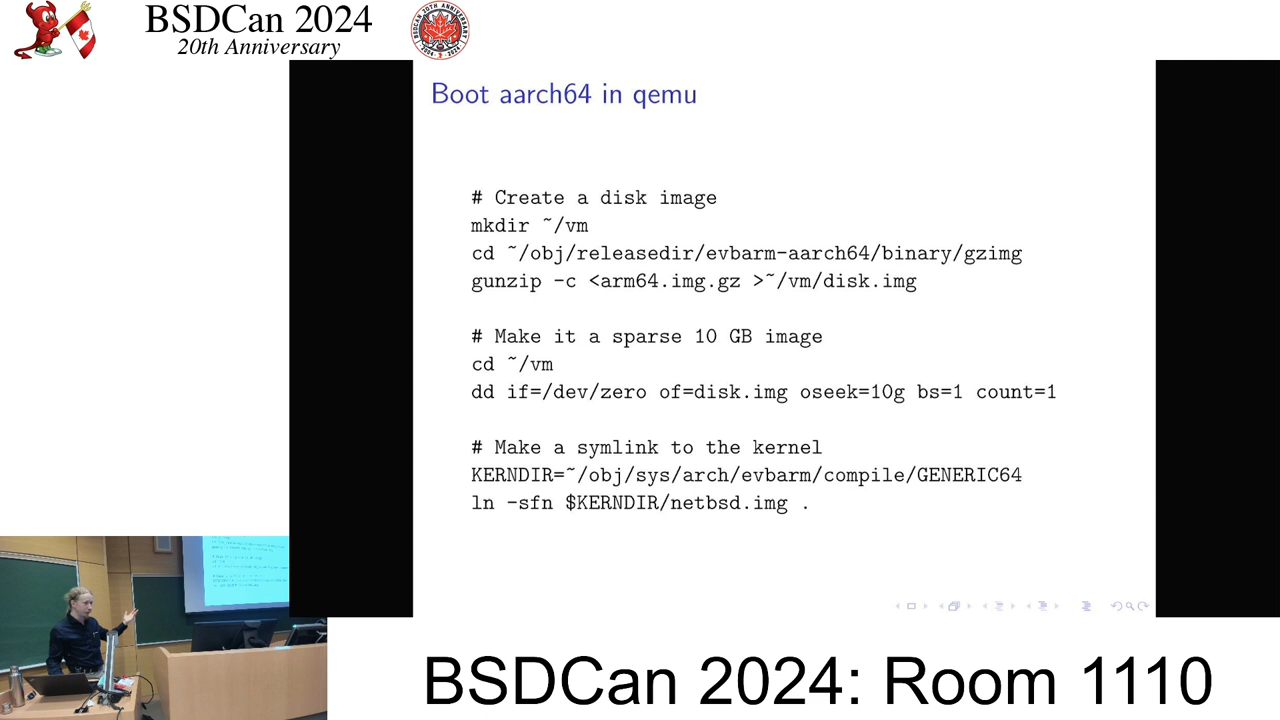 BSDCan 2024
20th Anniversary
Boot aarch64 in qemu
# Create a disk image
mkdir ~/vm
cd ~/obj/releasedir/evbarm-aarch64/binary/gzimg
gunzip -c <arm64.img.gz >~/vm/disk.img
# Make it a sparse 10 GB image
cd ~/vm
dd if=/dev/zero of=disk.img oseek=10g bs=1 count=1
# Make a symlink to the kernel
KERNDIR=~/obj/sys/arch/evbarm/compile/GENERIC64
ln -sfn $KERNDIR/netbsd.img .
BSDCan 2024: Room 1110